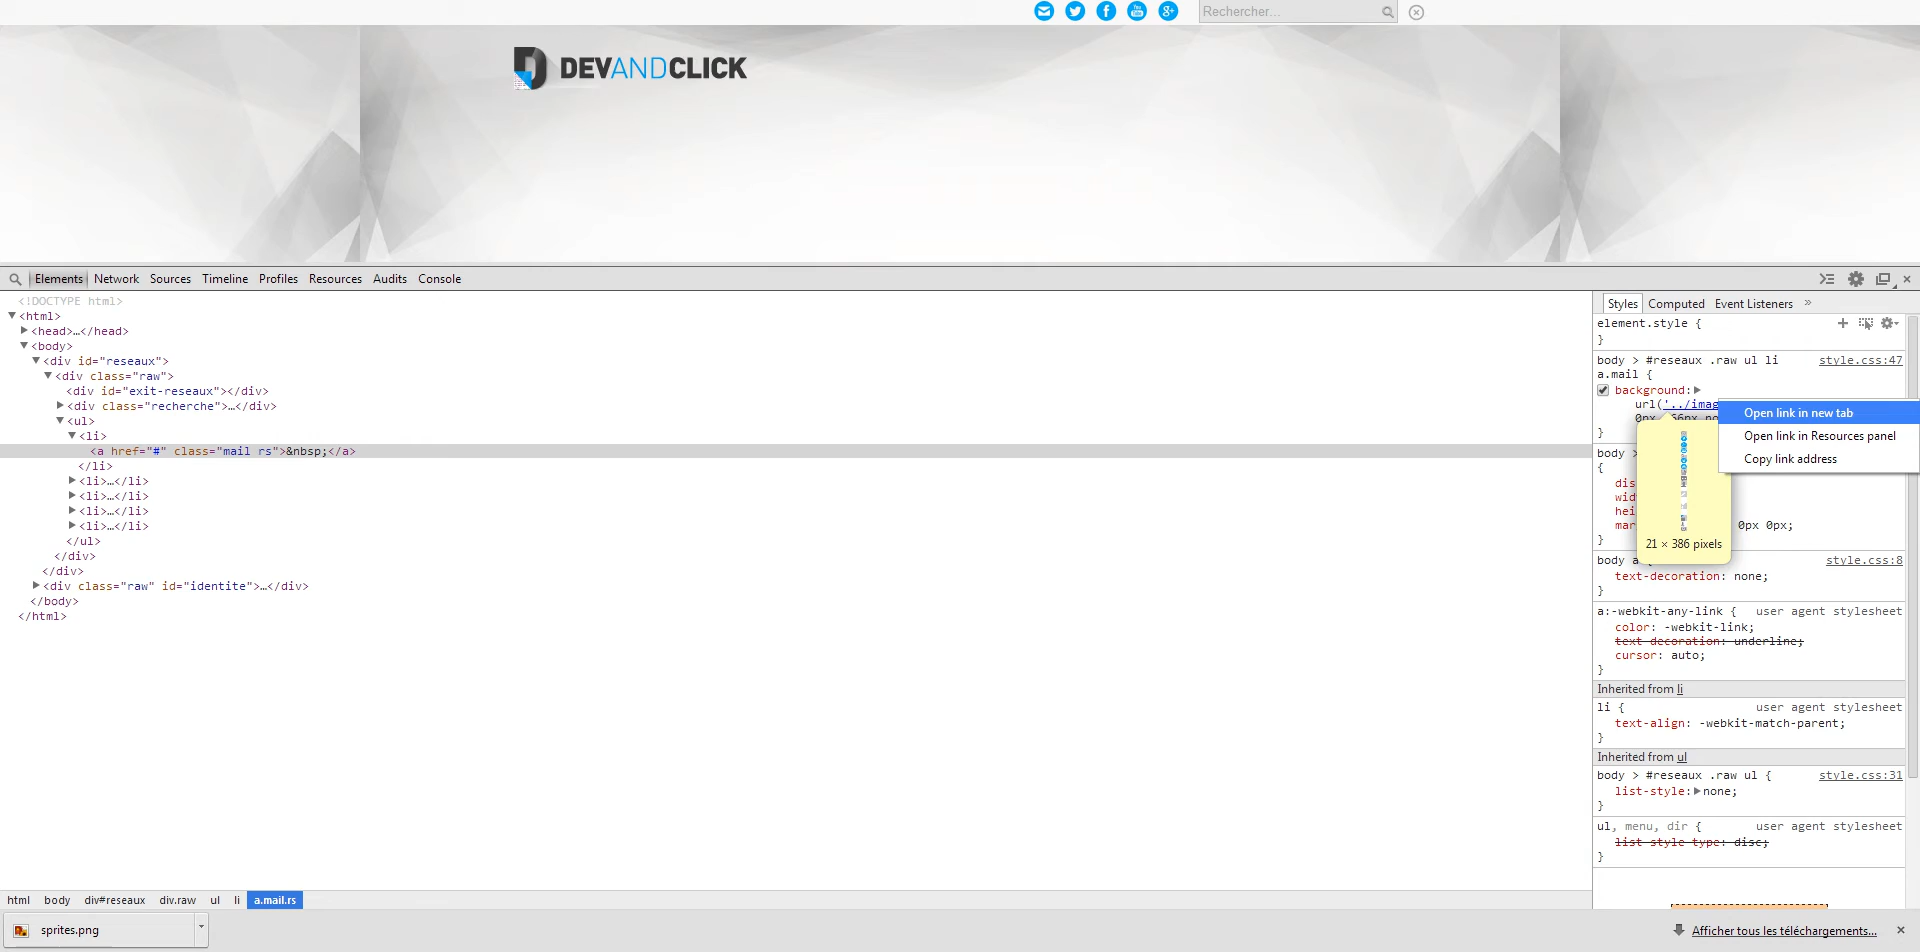 Rechercher...
DEVANDCLICK
Elements Network Sources Timeline Profiles Resources Audits Console
<!DOCTYPE html>
<html>
<head>…</head>
<body>
<div id="reseaux">
<div class="raw">
<div id="exit-reseaux"></div>
<div class="recherche">…</div>
<ul>
<li>
<a href="#" class="mail rs">&nbsp;</a>
</li>
<li>…</li>
<li>…</li>
<li>…</li>
<li>…</li>
</ul>
</div>
</div>
<div class="raw" id="identite">…</div>
</body>
</html>
Styles Computed Event Listeners »
element.style {
}
body > #reseaux .raw ul li style.css:47
a.mail {
background:
url('../imag
0px
}
Open link in new tab
Open link in Resources panel
Copy link address
21 × 386 pixels
body >
{
dis
wid
hei
mar 0px 0px;
}
body a style.css:8
text-decoration: none;
}
a:-webkit-any-link { user agent stylesheet
color: -webkit-link;
text-decoration: underline;
cursor: auto;
}
Inherited from li
li { user agent stylesheet
text-align: -webkit-match-parent;
}
Inherited from ul
body > #reseaux .raw ul { style.css:31
list-style: none;
}
ul, menu, dir { user agent stylesheet
list-style-type: disc;
}
html body div#reseaux div.raw ul li a.mail.rs
sprites.png
Afficher tous les téléchargements...